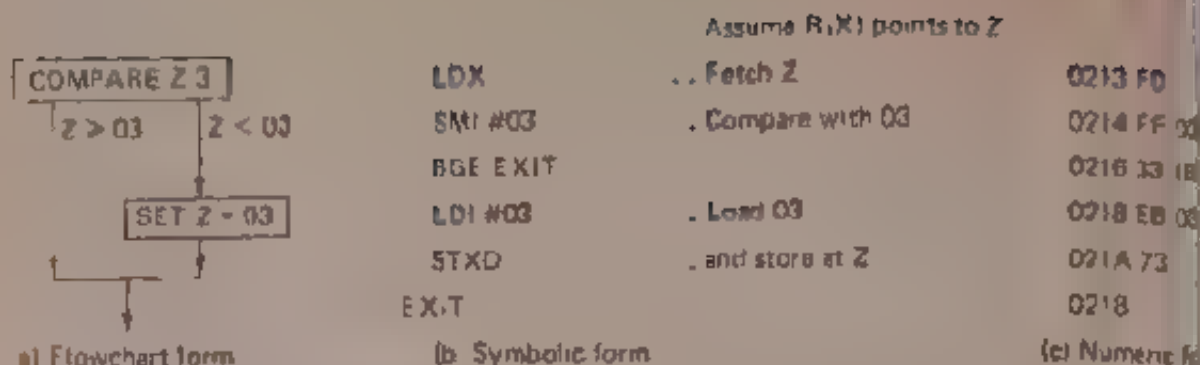 Assume R(X) points to Z
COMPARE Z 3
Z > 03 Z < 03
SET Z = 03
LDX .. Fetch Z 0213 F0
SMI #03 . Compare with 03 0214 FF
BGE EXIT 0216 33
LDI #03 . Load 03 0218
STXD . and store at Z 021A 73
EXIT
a) Flowchart form (b Symbolic form (c) Numeric